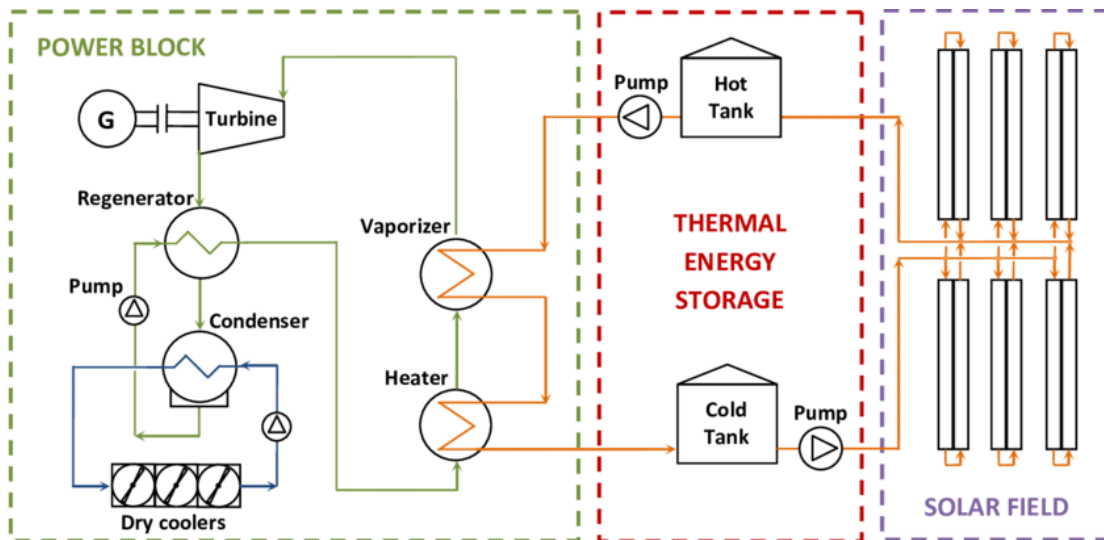 POWER BLOCK
G
Turbine
Regenerator
Pump
Condenser
Dry coolers
Vaporizer
Heater
Pump
Hot
Tank
THERMAL
ENERGY
STORAGE
Cold
Tank
Pump
SOLAR FIELD